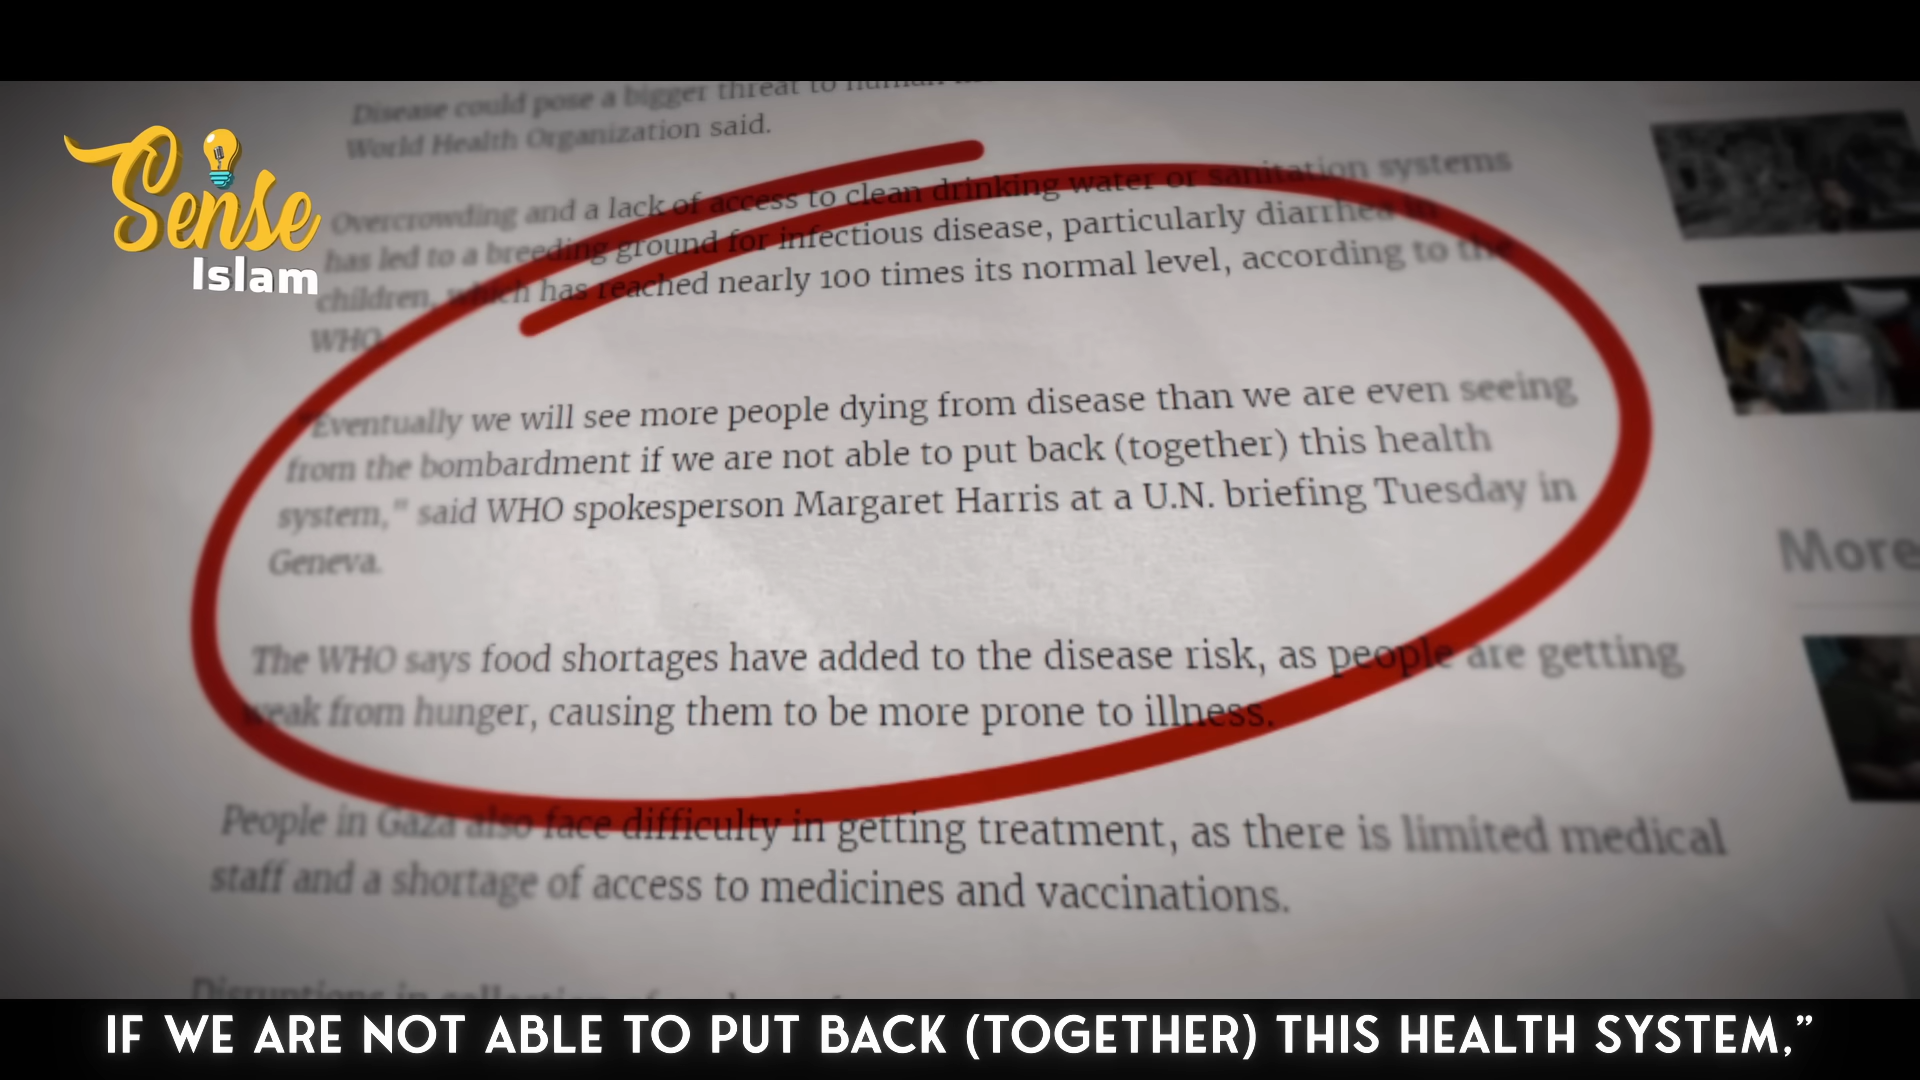 Disease could pose a bigger threat to human
World Health Organization said.
Sense
Islam
Overcrowding and a lack of access to clean drinking water or sanitation systems
has led to a breeding ground for infectious disease, particularly diarrhea in
children, which has reached nearly 100 times its normal level, according to the
WHO.
"Eventually we will see more people dying from disease than we are even seeing
from the bombardment if we are not able to put back (together) this health
system," said WHO spokesperson Margaret Harris at a U.N. briefing Tuesday in
Geneva.
The WHO says food shortages have added to the disease risk, as people are getting
weak from hunger, causing them to be more prone to illness.
People in Gaza also face difficulty in getting treatment, as there is limited medical
staff and a shortage of access to medicines and vaccinations.
Disruptions in
More
IF WE ARE NOT ABLE TO PUT BACK (TOGETHER) THIS HEALTH SYSTEM,”